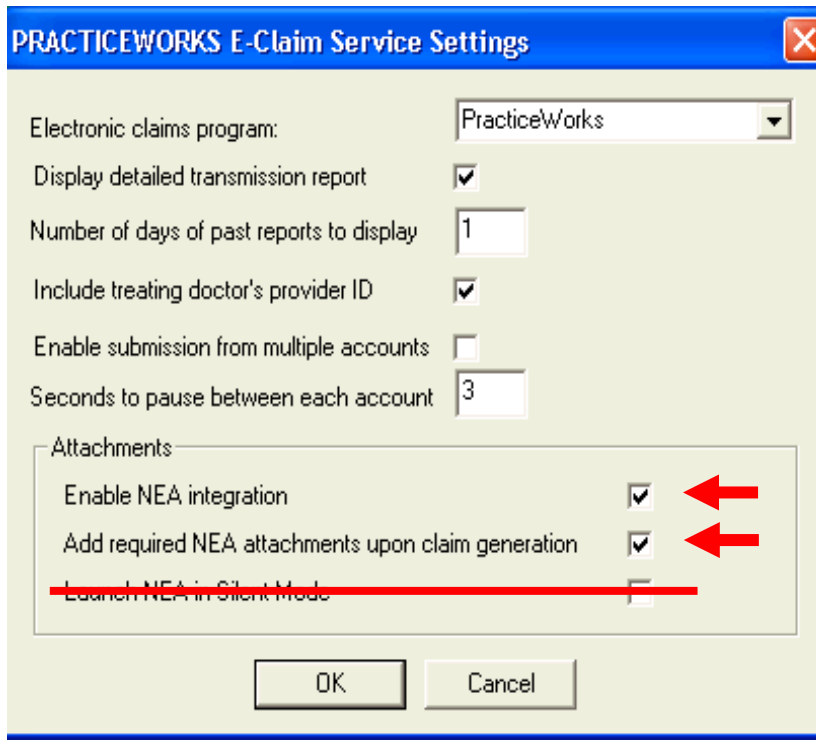 PRACTICEWORKS E-Claim Service Settings
Electronic claims program: PracticeWorks
Display detailed transmission report
Number of days of past reports to display 1
Include treating doctor's provider ID
Enable submission from multiple accounts
Seconds to pause between each account 3
Attachments
Enable NEA integration
Add required NEA attachments upon claim generation
Launch NEA in Silent Mode
OK Cancel